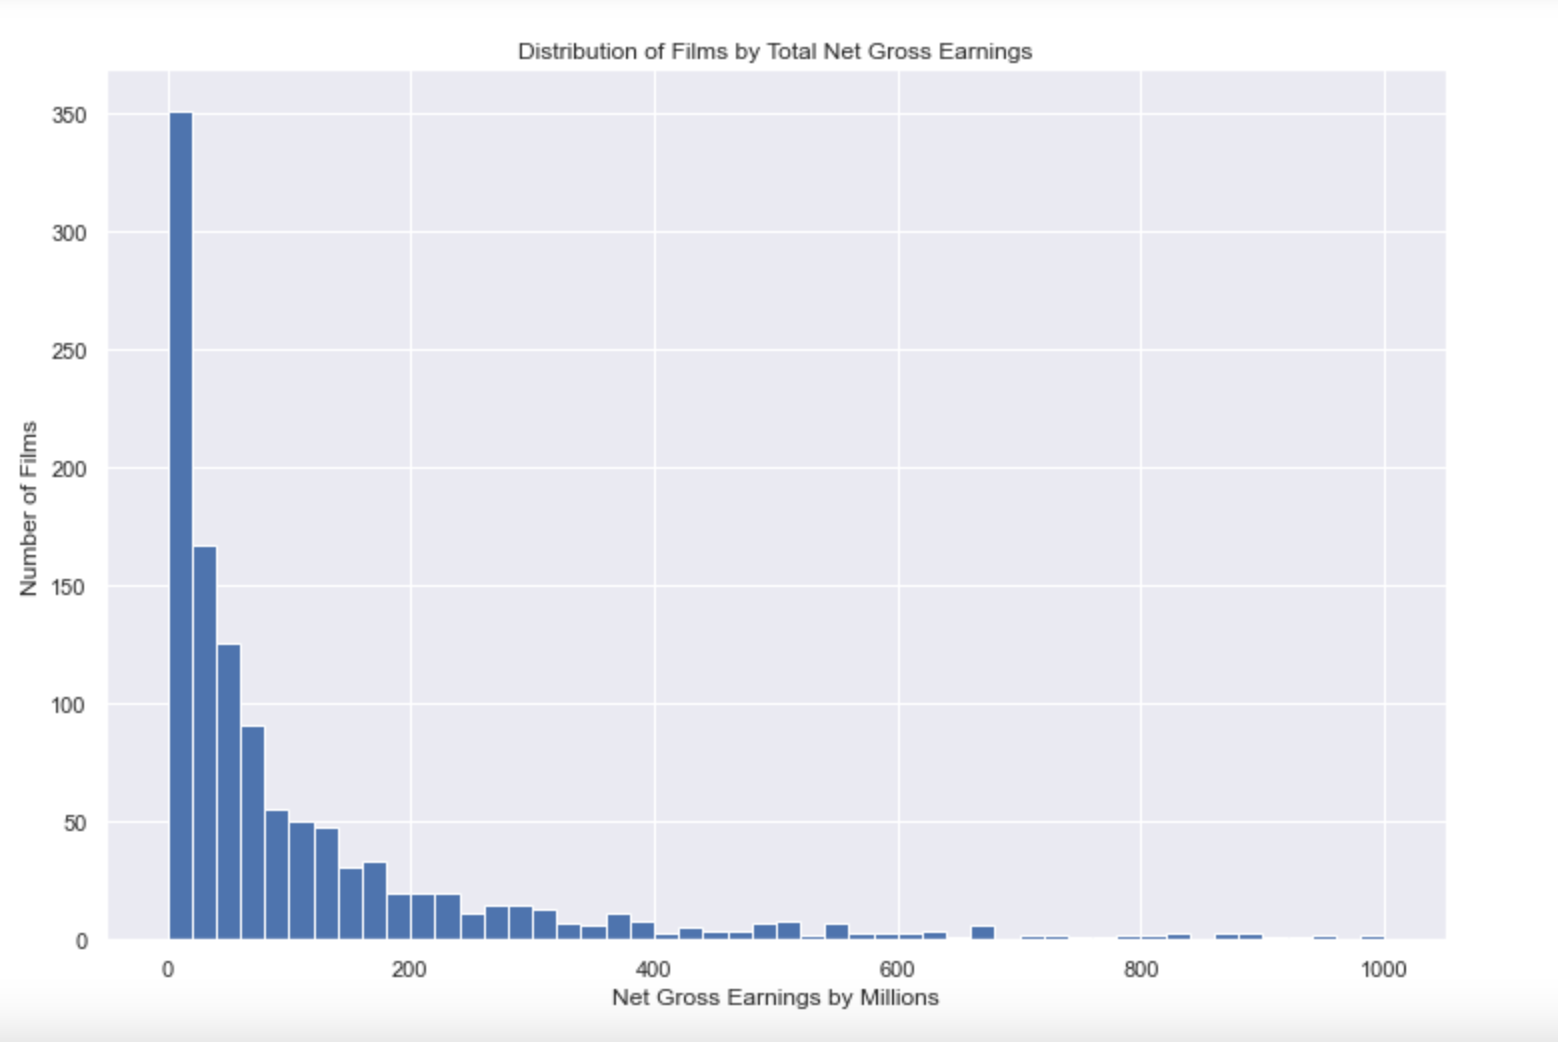 Distribution of Films by Total Net Gross Earnings
350
300
250
200
150
100
50
0
Number of Films
0 200 400 600 800 1000
Net Gross Earnings by Millions